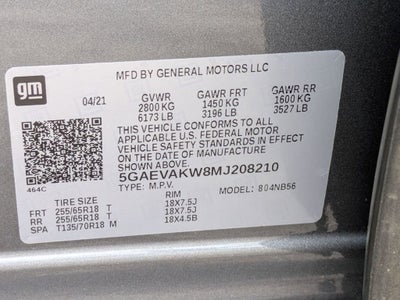 gm
MFD BY GENERAL MOTORS LLC
04/21 GVWR GAWR FRT GAWR RR
2800 KG 1450 KG 1600 KG
6173 LB 3196 LB 3527 LB
THIS VEHICLE CONFORMS TO ALL
APPLICABLE U.S. FEDERAL MOTOR
VEHICLE SAFETY STANDARDS IN EFFECT
ON THE DATE OF MANUFACTURE
SHOWN ABOVE.
464C 5GAEVAKW8MJ208210
TYPE: M.P.V. MODEL: 804NB56
TIRE SIZE RIM
FRT 255/65R18 T 18X7.5J
RR 255/65R18 T 18X7.5J
SPA T135/70R18 M 18X4.5B